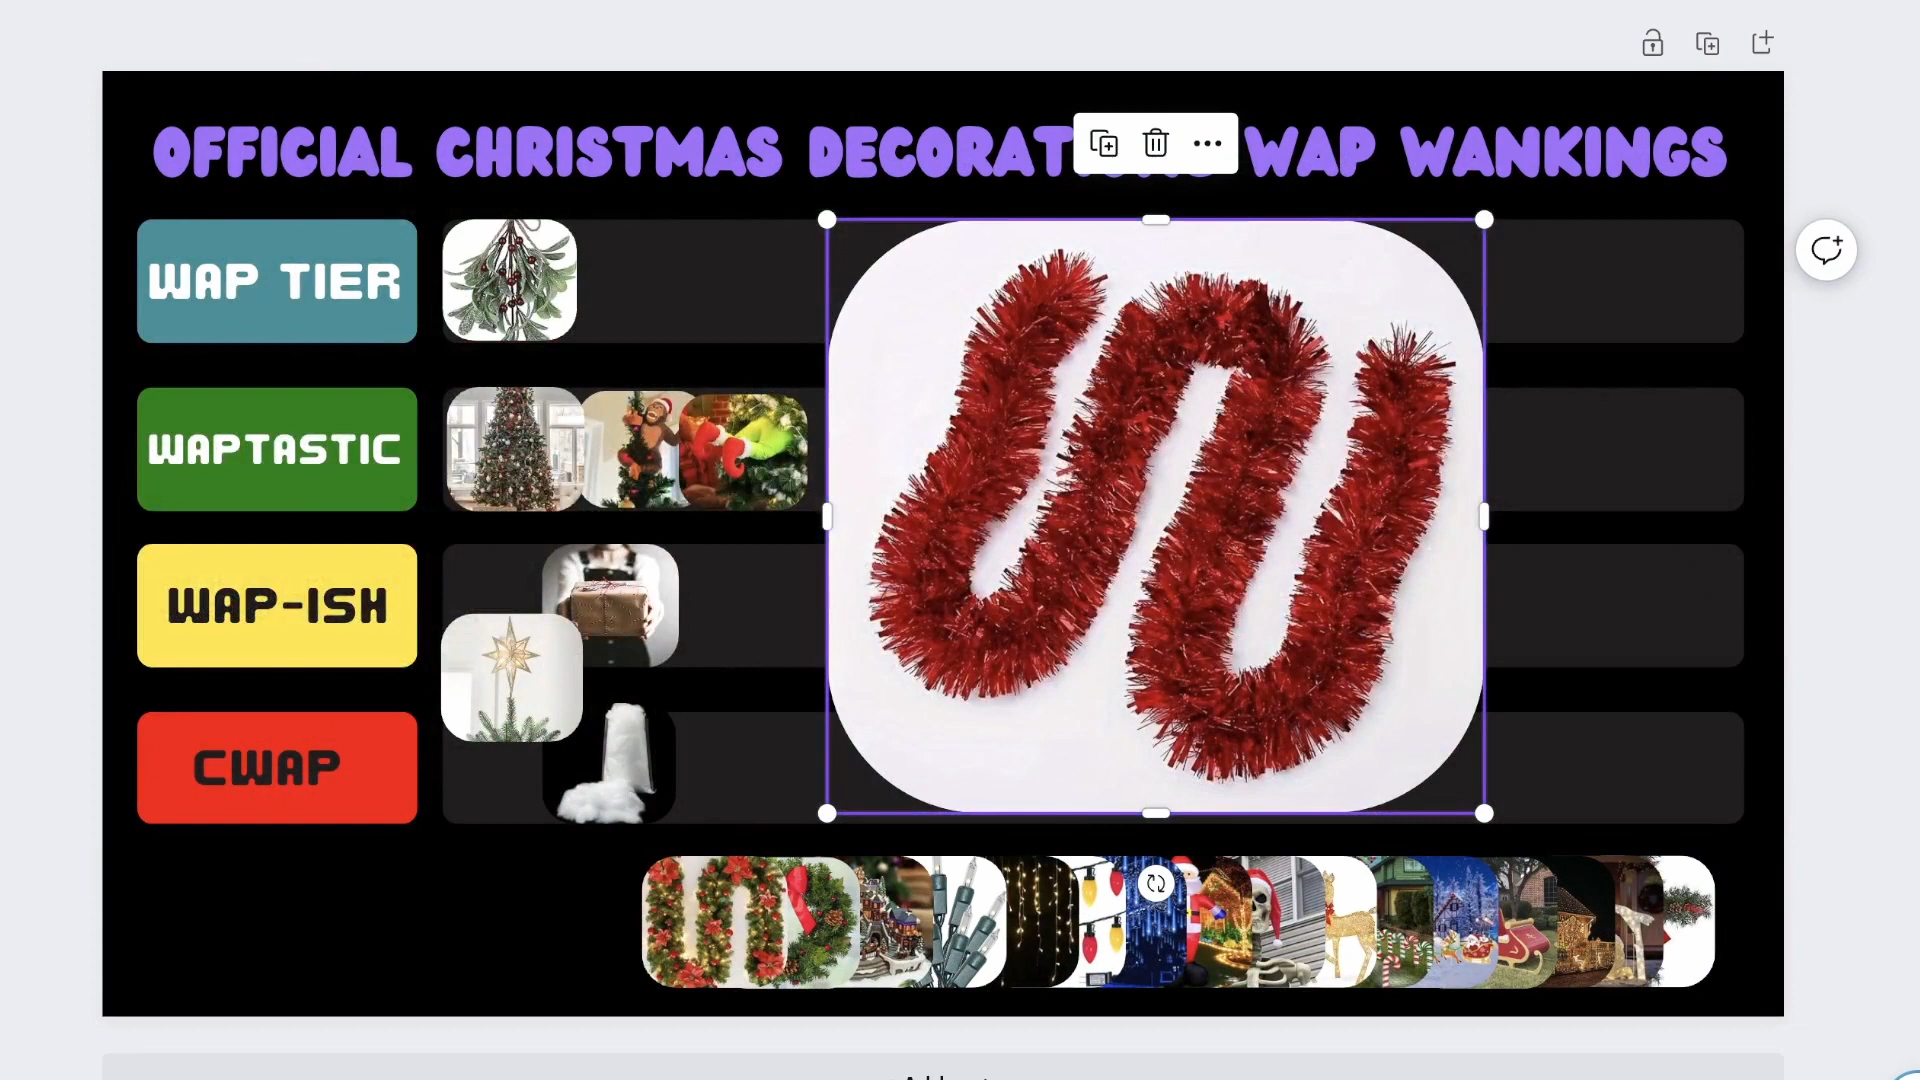 OFFICIAL CHRISTMAS DECORAT WAP WANKINGS
WAP TIER
WAPTASTIC
WAP-ISH
CWAP